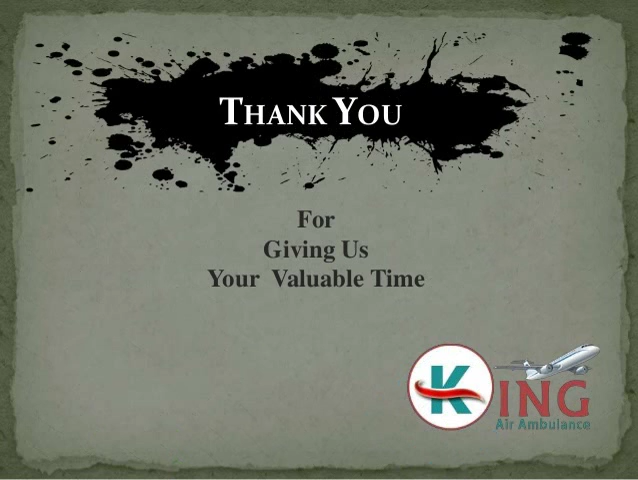 THANK YOU
For
Giving Us
Your Valuable Time
KING
Air Ambulance